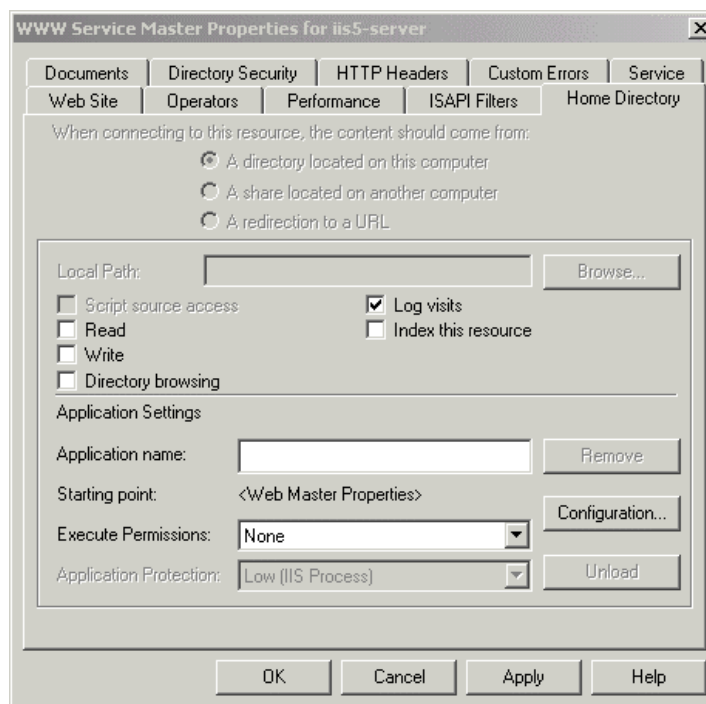 WWW Service Master Properties for iis5-server
Documents Directory Security HTTP Headers Custom Errors Service
Web Site Operators Performance ISAPI Filters Home Directory
When connecting to this resource, the content should come from:
A directory located on this computer
A share located on another computer
A redirection to a URL
Local Path: Browse...
Script source access Log visits
Read Index this resource
Write
Directory browsing
Application Settings
Application name: Remove
Starting point: <Web Master Properties>
Configuration...
Execute Permissions: None
Application Protection: Low (IIS Process) Unload
OK Cancel Apply Help